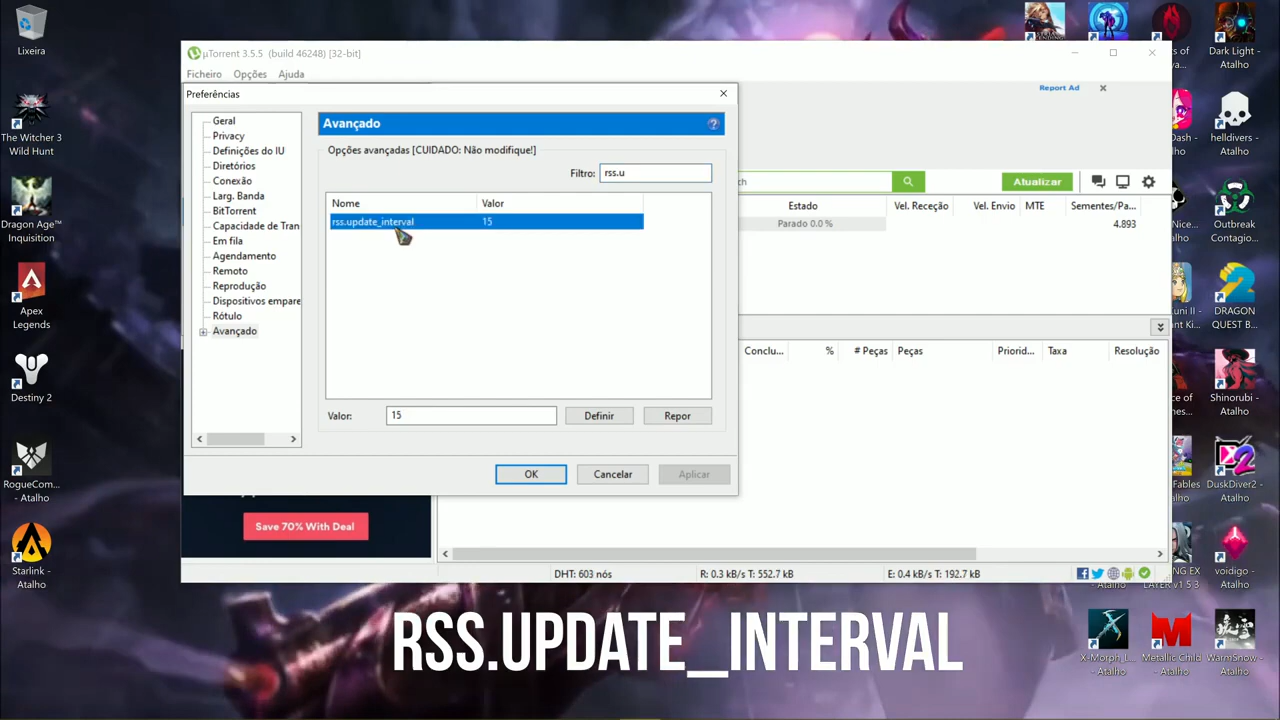 Lixeira
The Witcher 3
Wild Hunt
Dragon Age™
Inquisition
Apex
Legends
Destiny 2
RogueCom...
- Atalho
Starlink -
Atalho
µTorrent 3.5.5 (build 46248) [32-bit]
Ficheiro Opções Ajuda
Report Ad
Atualizar
Estado Vel. Receção Vel. Envio MTE Sementes/Pa...
Parado 0.0 % 4.893
Conclu... % # Peças Peças Priorid... Taxa Resolução
Preferências
Geral
Privacy
Definições do IU
Diretórios
Conexão
Larg. Banda
BitTorrent
Capacidade de Tran
Em fila
Agendamento
Remoto
Reprodução
Dispositivos empare
Rótulo
Avançado
Avançado
Opções avançadas [CUIDADO: Não modifique!]
Filtro: rss.u
Nome Valor
rss.update_interval 15
Valor: 15 Definir Repor
OK Cancelar Aplicar
Save 70% With Deal
DHT: 603 nós R: 0.3 kB/s T: 552.7 kB E: 0.4 kB/s T: 192.7 kB
Dark Light -
Atalho
helldivers -
Atalho
Outbreak
Contagio...
DRAGON
QUEST B...
Shinorubi -
Atalho
DuskDiver2
- Atalho
voidigo -
Atalho
X-Morph_D...
- Atalho
Metallic Child
- Atalho
WarmSnow -
Atalho
RSS.UPDATE_INTERVAL